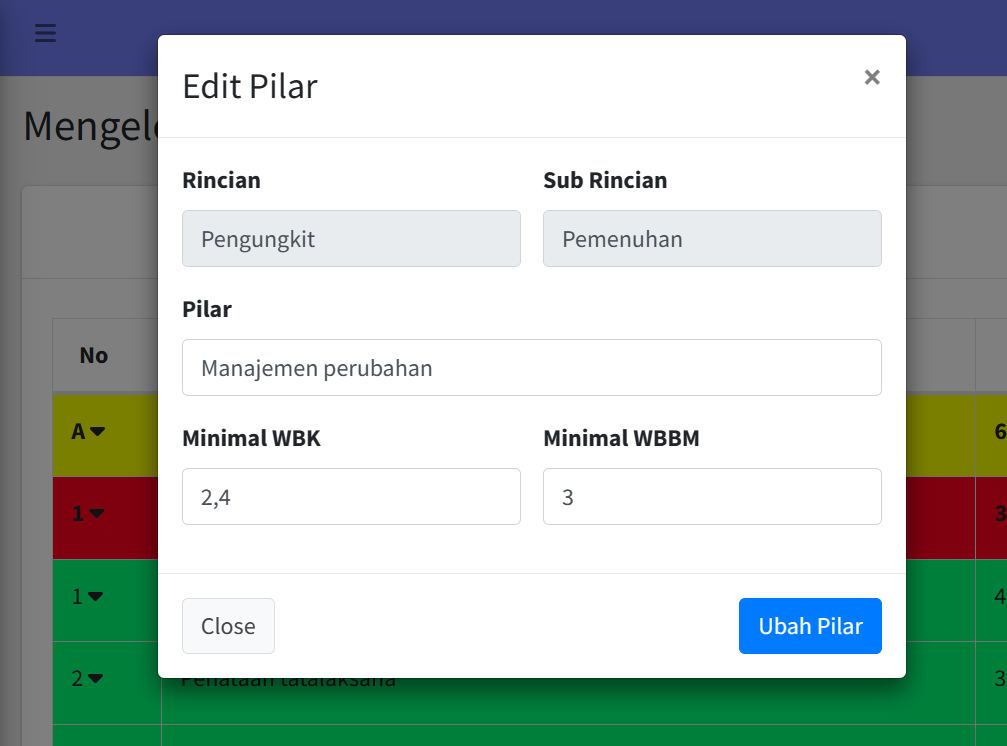 Edit Pilar
×
Mengel
Rincian
Sub Rincian
Pengungkit
Pemenuhan
Pilar
No
Manajemen perubahan
A
6
Minimal WBK
Minimal WBBM
2,4
3
1
3
1
4
Close
Ubah Pilar
2
Penataan tatalaksana
3